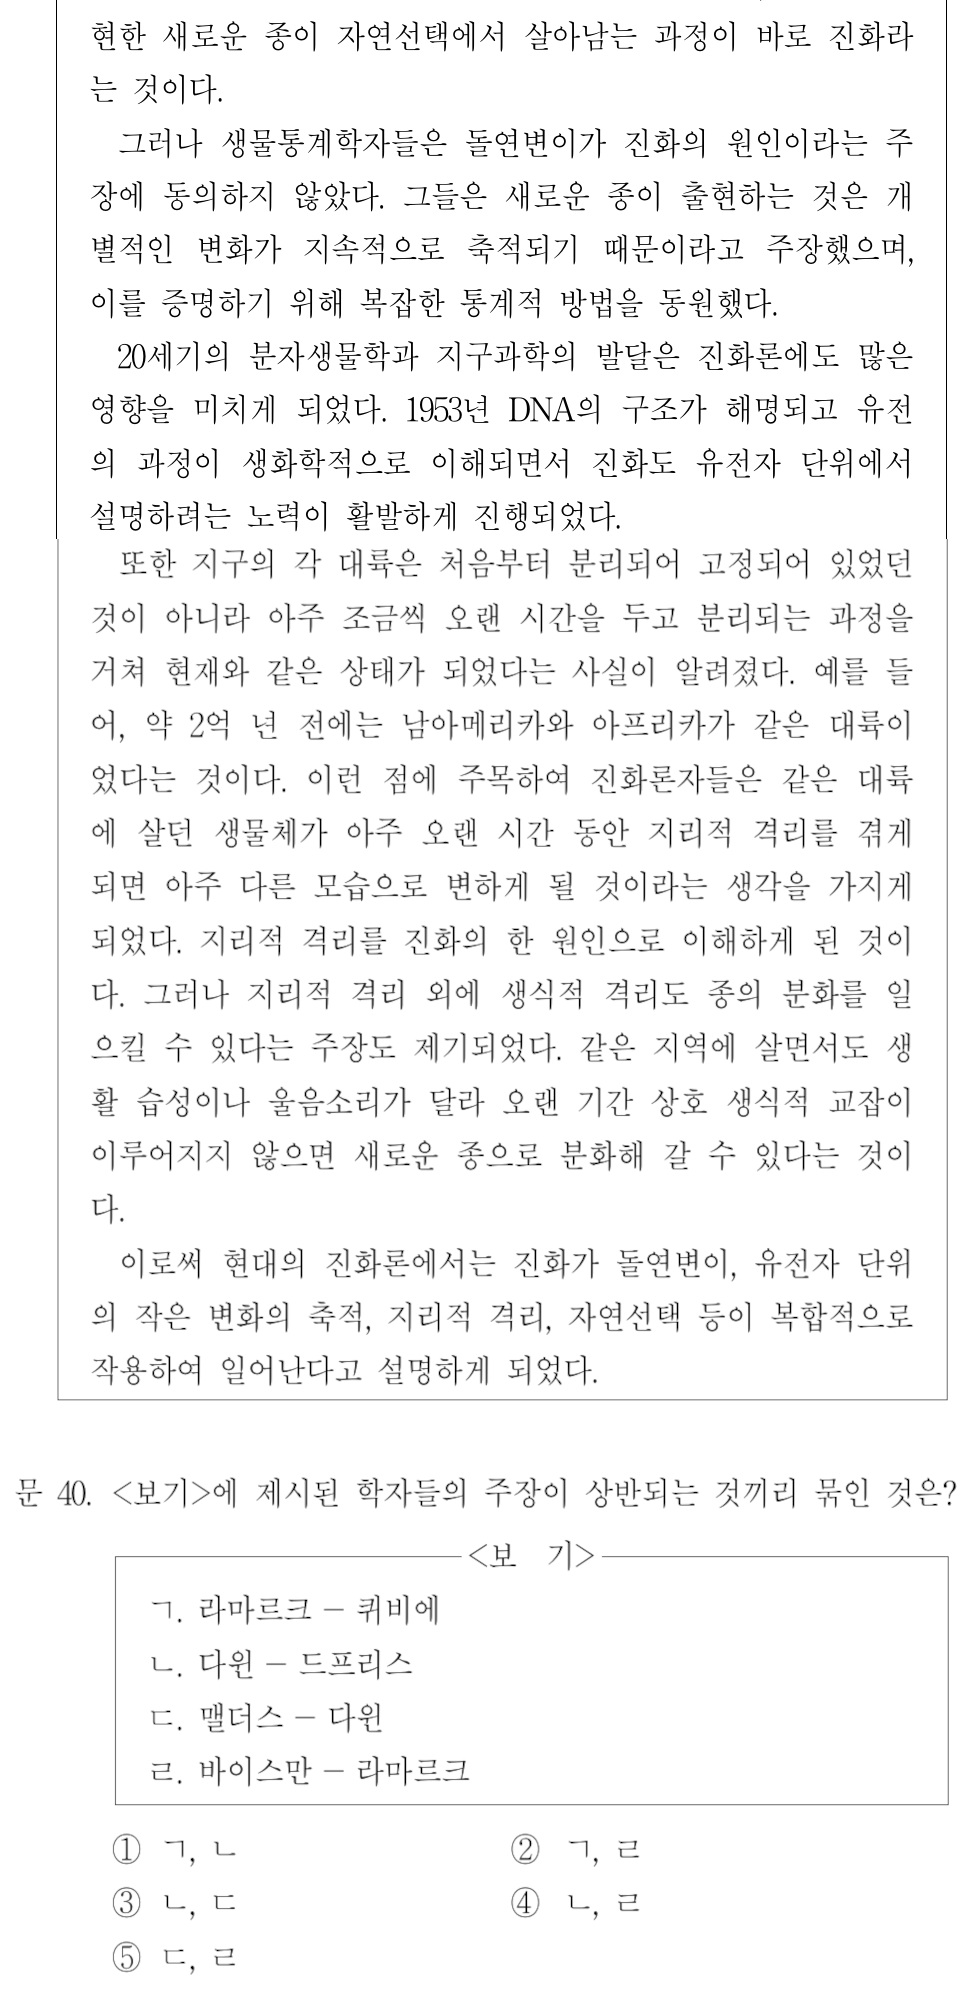 현한 새로운 종이 자연선택에서 살아남는 과정이 바로 진화라
는 것이다.
그러나 생물통계학자들은 돌연변이가 진화의 원인이라는 주
장에 동의하지 않았다. 그들은 새로운 종이 출현하는 것은 개
별적인 변화가 지속적으로 축적되기 때문이라고 주장했으며,
이를 증명하기 위해 복잡한 통계적 방법을 동원했다.
20세기의 분자생물학과 지구과학의 발달은 진화론에도 많은
영향을 미치게 되었다. 1953년 DNA의 구조가 해명되고 유전
의 과정이 생화학적으로 이해되면서 진화도 유전자 단위에서
설명하려는 노력이 활발하게 진행되었다.
또한 지구의 각 대륙은 처음부터 분리되어 고정되어 있었던
것이 아니라 아주 조금씩 오랜 시간을 두고 분리되는 과정을
거쳐 현재와 같은 상태가 되었다는 사실이 알려졌다. 예를 들
어, 약 2억 년 전에는 남아메리카와 아프리카가 같은 대륙이
었다는 것이다. 이런 점에 주목하여 진화론자들은 같은 대륙
에 살던 생물체가 아주 오랜 시간 동안 지리적 격리를 겪게
되면 아주 다른 모습으로 변하게 될 것이라는 생각을 가지게
되었다. 지리적 격리를 진화의 한 원인으로 이해하게 된 것이
다. 그러나 지리적 격리 외에 생식적 격리도 종의 분화를 일
으킬 수 있다는 주장도 제기되었다. 같은 지역에 살면서도 생
활 습성이나 울음소리가 달라 오랜 기간 상호 생식적 교잡이
이루어지지 않으면 새로운 종으로 분화해 갈 수 있다는 것이
다.
이로써 현대의 진화론에서는 진화가 돌연변이, 유전자 단위
의 작은 변화의 축적, 지리적 격리, 자연선택 등이 복합적으로
작용하여 일어난다고 설명하게 되었다.
문 40. <보기>에 제시된 학자들의 주장이 상반되는 것끼리 묶인 것은?
<보 기>
ㄱ. 라마르크 - 퀴비에
ㄴ. 다윈 - 드프리스
ㄷ. 맬더스 - 다윈
ㄹ. 바이스만 - 라마르크
① ㄱ, ㄴ ② ㄱ, ㄹ
③ ㄴ, ㄷ ④ ㄴ, ㄹ
⑤ ㄷ, ㄹ